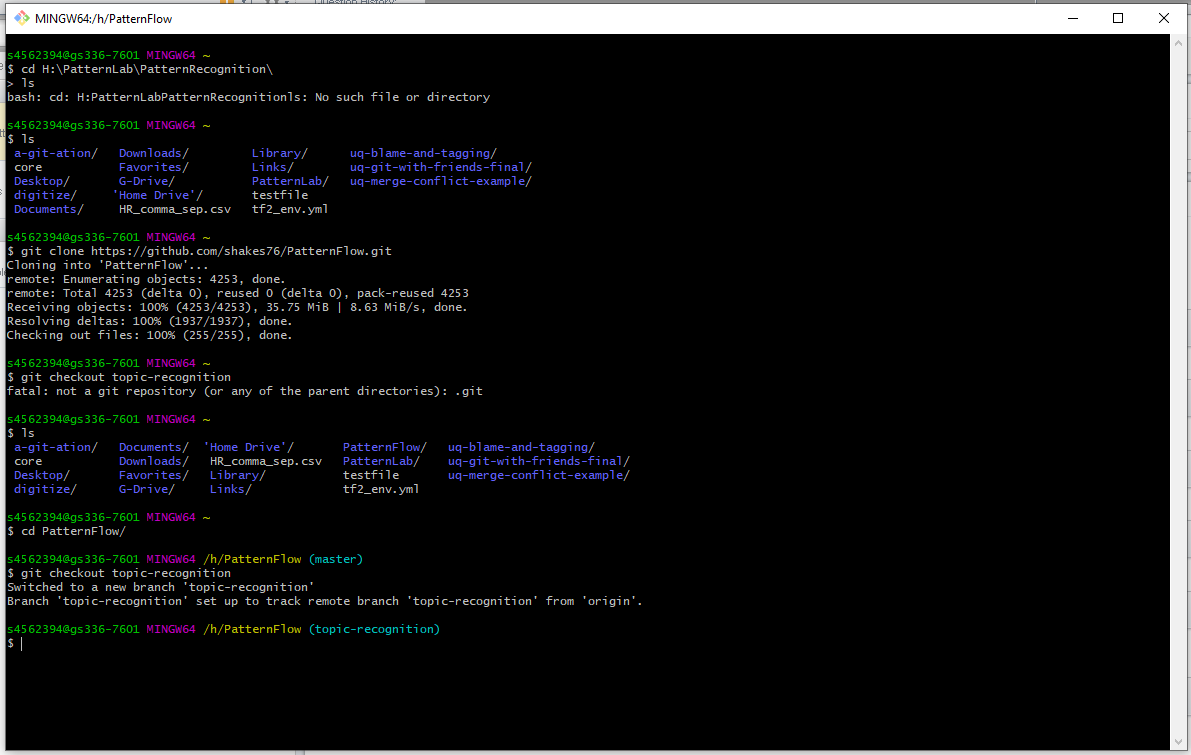 Question History:
MINGW64:/h/PatternFlow
s4562394@gs336-7601 MINGW64 ~
$ cd H:\PatternLab\PatternRecognition\
> ls
bash: cd: H:PatternLabPatternRecognitionls: No such file or directory
s4562394@gs336-7601 MINGW64 ~
$ ls
a-git-ation/ Downloads/ Library/ uq-blame-and-tagging/
core Favorites/ Links/ uq-git-with-friends-final/
Desktop/ G-Drive/ PatternLab/ uq-merge-conflict-example/
digitize/ 'Home Drive'/ testfile
Documents/ HR_comma_sep.csv tf2_env.yml
s4562394@gs336-7601 MINGW64 ~
$ git clone https://github.com/shakes76/PatternFlow.git
Cloning into 'PatternFlow'...
remote: Enumerating objects: 4253, done.
remote: Total 4253 (delta 0), reused 0 (delta 0), pack-reused 4253
Receiving objects: 100% (4253/4253), 35.75 MiB | 8.63 MiB/s, done.
Resolving deltas: 100% (1937/1937), done.
Checking out files: 100% (255/255), done.
s4562394@gs336-7601 MINGW64 ~
$ git checkout topic-recognition
fatal: not a git repository (or any of the parent directories): .git
s4562394@gs336-7601 MINGW64 ~
$ ls
a-git-ation/ Documents/ 'Home Drive'/ PatternFlow/ uq-blame-and-tagging/
core Downloads/ HR_comma_sep.csv PatternLab/ uq-git-with-friends-final/
Desktop/ Favorites/ Library/ testfile uq-merge-conflict-example/
digitize/ G-Drive/ Links/ tf2_env.yml
s4562394@gs336-7601 MINGW64 ~
$ cd PatternFlow/
s4562394@gs336-7601 MINGW64 /h/PatternFlow (master)
$ git checkout topic-recognition
Switched to a new branch 'topic-recognition'
Branch 'topic-recognition' set up to track remote branch 'topic-recognition' from 'origin'.
s4562394@gs336-7601 MINGW64 /h/PatternFlow (topic-recognition)
$